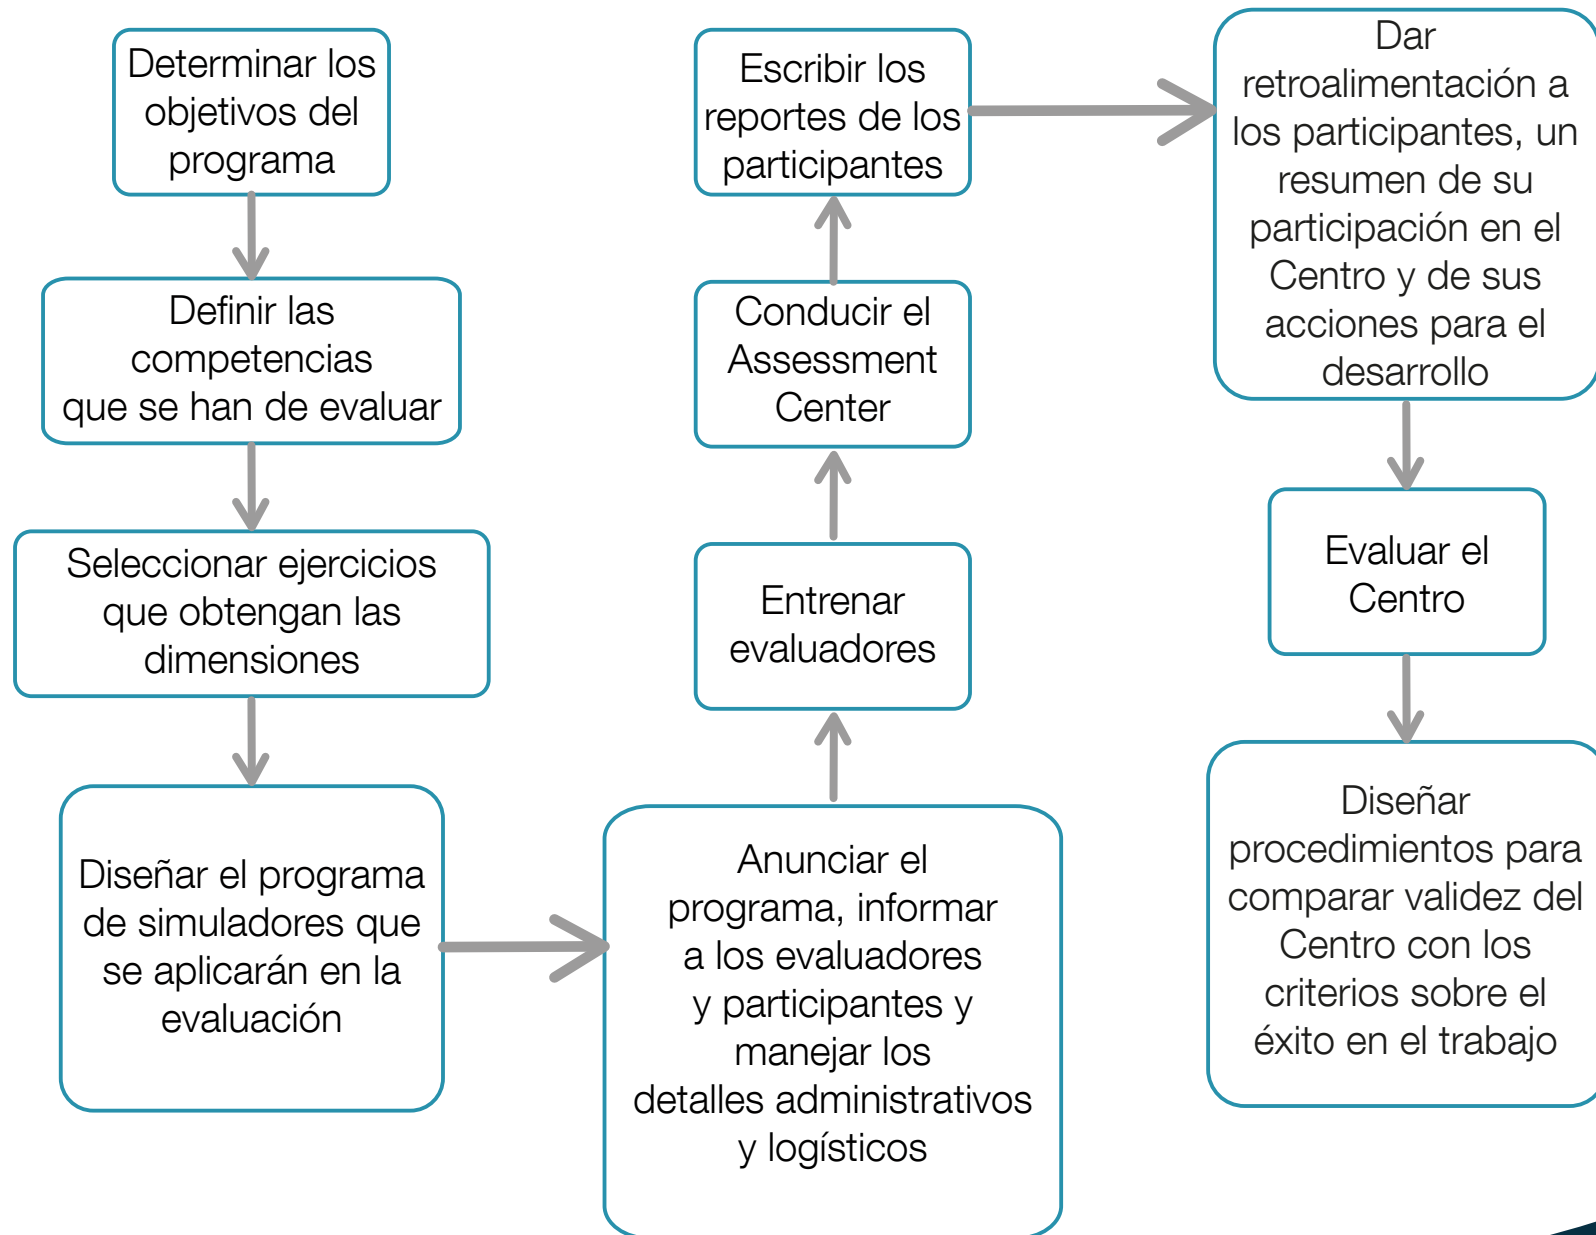 Determinar los
objetivos del
programa
Definir las
competencias
que se han de evaluar
Seleccionar ejercicios
que obtengan las
dimensiones
Diseñar el programa
de simuladores que
se aplicarán en la
evaluación
Anunciar el
programa, informar
a los evaluadores
y participantes y
manejar los
detalles administrativos
y logísticos
Entrenar
evaluadores
Conducir el
Assessment
Center
Escribir los
reportes de los
participantes
Dar
retroalimentación a
los participantes, un
resumen de su
participación en el
Centro y de sus
acciones para el
desarrollo
Evaluar el
Centro
Diseñar
procedimientos para
comparar validez del
Centro con los
criterios sobre el
éxito en el trabajo